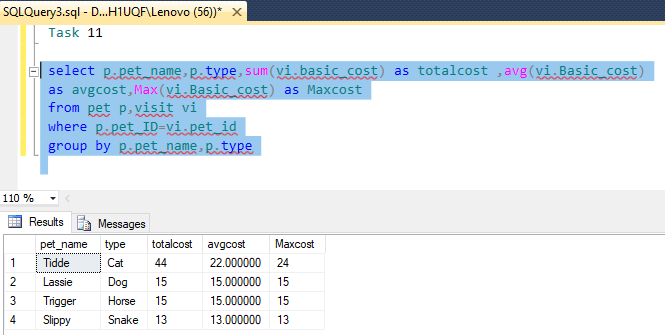 SQLQuery3.sql - D...H1UQF\Lenovo (56))* ×
Task 11
select p.pet_name,p.type,sum(vi.basic_cost) as totalcost ,avg(vi.Basic_cost)
as avgcost,Max(vi.Basic_cost) as Maxcost
from pet p,visit vi
where p.pet_ID=vi.pet_id
group by p.pet_name,p.type
110 %
Results Messages
pet_name type totalcost avgcost Maxcost
1 Tidde Cat 44 22.000000 24
2 Lassie Dog 15 15.000000 15
3 Trigger Horse 15 15.000000 15
4 Slippy Snake 13 13.000000 13